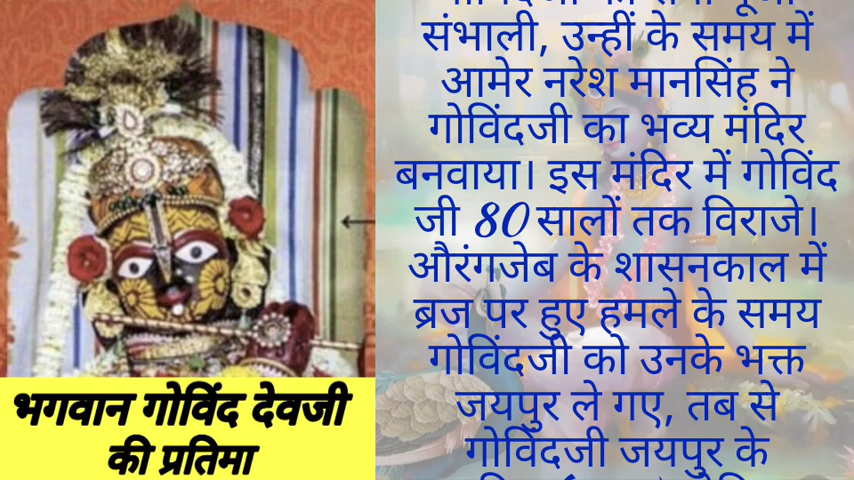 भगवान गोविंद देवजी
की प्रतिमा
संभाली, उन्हीं के समय में
आमेर नरेश मानसिंह ने
गोविंदजी का भव्य मंदिर
बनवाया। इस मंदिर में गोविंद
जी 80 सालों तक विराजे।
औरंगजेब के शासनकाल में
ब्रज पर हुए हमले के समय
गोविंदजी को उनके भक्त
जयपुर ले गए, तब से
गोविंदजी जयपुर के